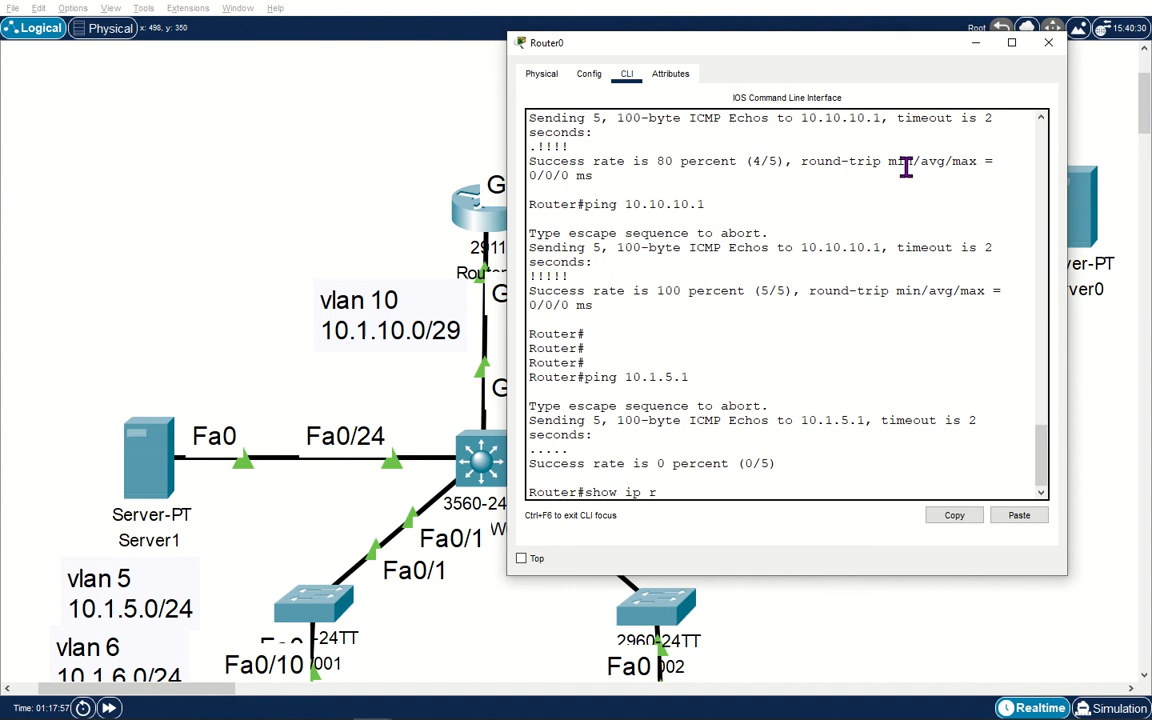 File Edit Options View Tools Extensions Window Help
Logical Physical x: 498, y: 350
Root 15:40:30
Router0
Physical Config CLI Attributes
IOS Command Line Interface
Sending 5, 100-byte ICMP Echos to 10.10.10.1, timeout is 2
seconds:
.!!!!
Success rate is 80 percent (4/5), round-trip min/avg/max =
0/0/0 ms
Router#ping 10.10.10.1
Type escape sequence to abort.
Sending 5, 100-byte ICMP Echos to 10.10.10.1, timeout is 2
seconds:
!!!!!
Success rate is 100 percent (5/5), round-trip min/avg/max =
0/0/0 ms
Router#
Router#
Router#
Router#ping 10.1.5.1
Type escape sequence to abort.
Sending 5, 100-byte ICMP Echos to 10.1.5.1, timeout is 2
seconds:
.....
Success rate is 0 percent (0/5)
Router#show ip r
Ctrl+F6 to exit CLI focus
Copy Paste
Top
G
2911
Router
G
vlan 10
10.1.10.0/29
G
Fa0 Fa0/24
3560-24
Server-PT
Server1
Fa0/1
Fa0/1
vlan 5
10.1.5.0/24
vlan 6
10.1.6.0/24
-24TT
Fa0/10 /001
2960-24TT
Fa0 002
ver-PT
ver0
Time: 01:17:57
Realtime Simulation